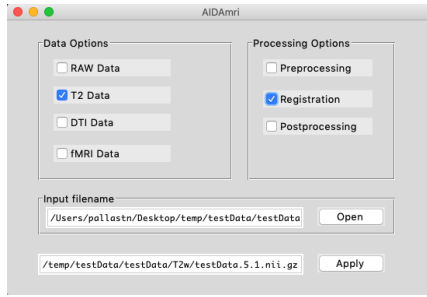 AIDAmri
Data Options
RAW Data
T2 Data
DTI Data
fMRI Data
Processing Options
Preprocessing
Registration
Postprocessing
Input filename
/Users/pallastn/Desktop/temp/testData/testData
Open
/temp/testData/testData/T2w/testData.5.1.nii.gz
Apply